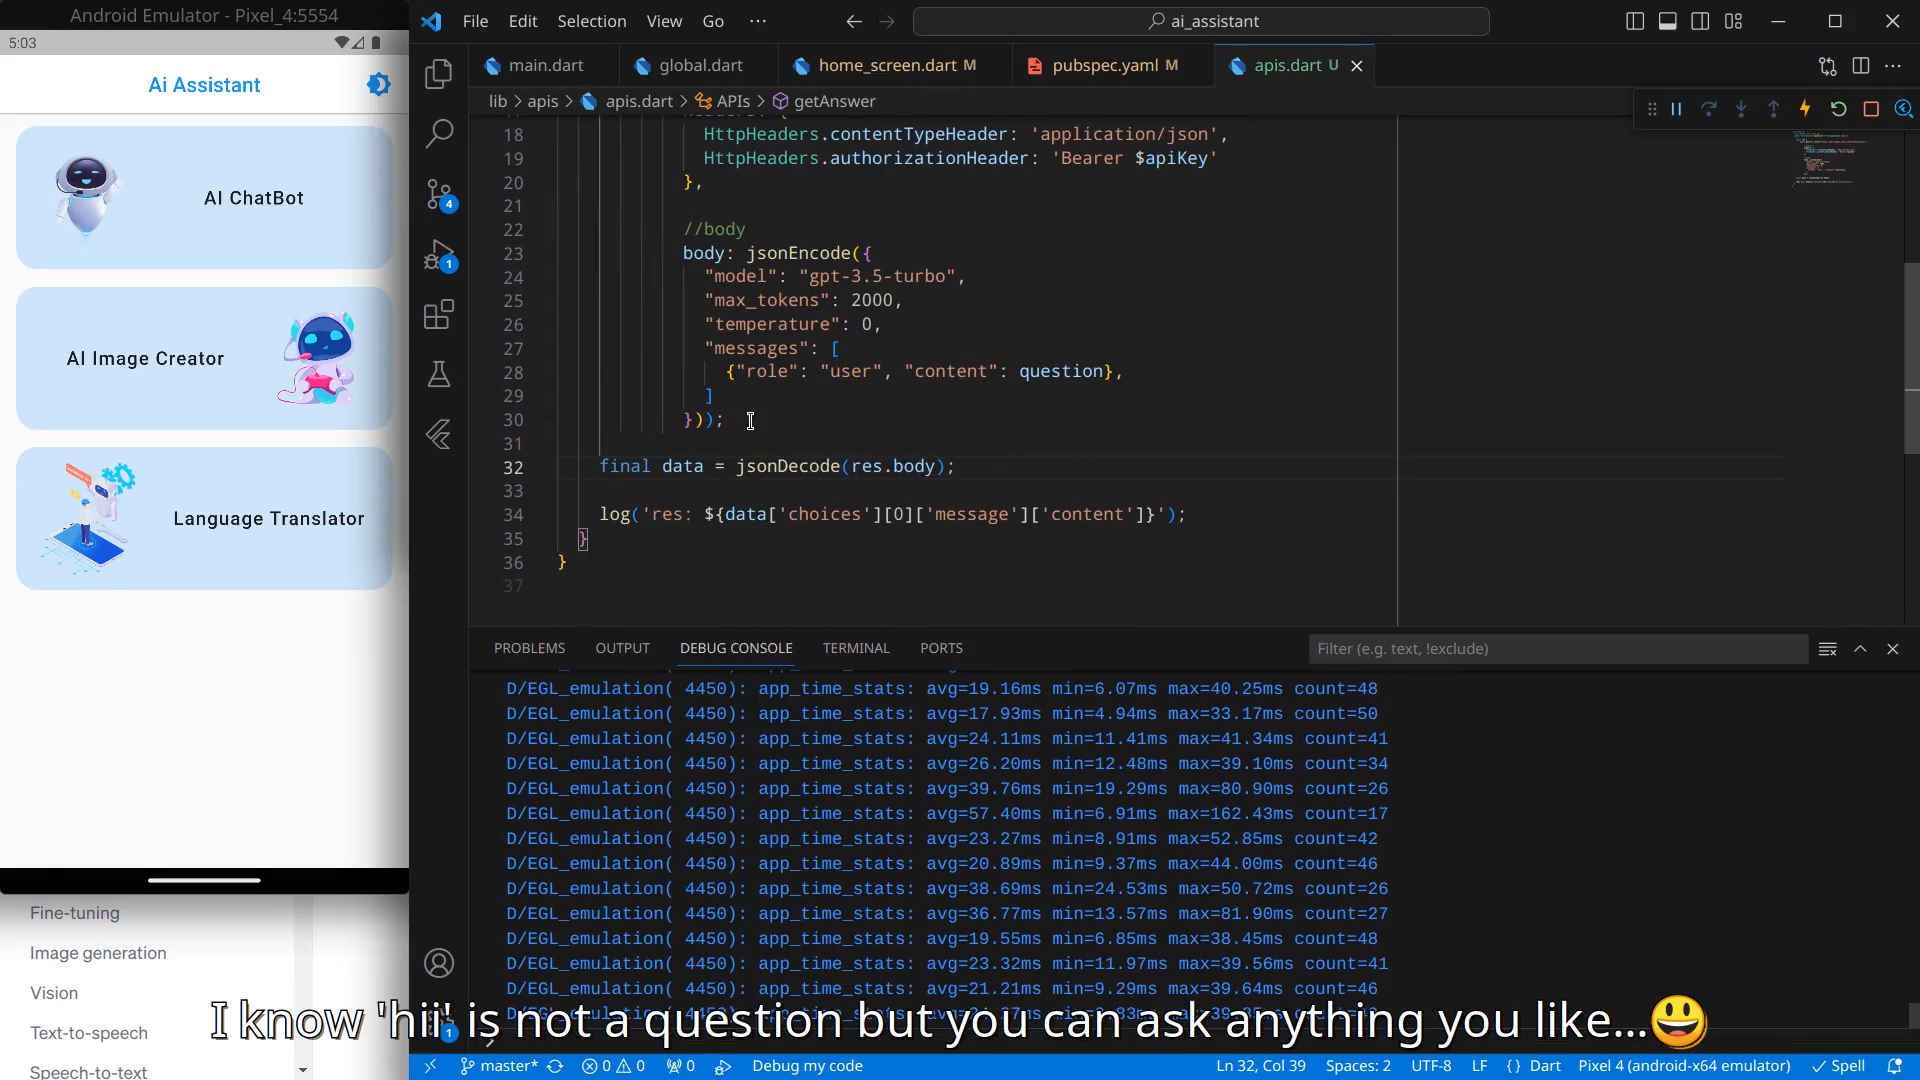 Android Emulator - Pixel_4:5554
5:03
Ai Assistant
AI ChatBot
AI Image Creator
Language Translator
Fine-tuning
Image generation
Vision
Text-to-speech
Speech-to-text
File Edit Selection View Go ···
ai_assistant
main.dart
global.dart
home_screen.dart M
pubspec.yaml M
apis.dart U
lib > apis > apis.dart > APIs > getAnswer
18 HttpHeaders.contentTypeHeader: 'application/json',
19 HttpHeaders.authorizationHeader: 'Bearer $apiKey'
20 },
21
22 //body
23 body: jsonEncode({
24 "model": "gpt-3.5-turbo",
25 "max_tokens": 2000,
26 "temperature": 0,
27 "messages": [
28 {"role": "user", "content": question},
29 ]
30 }));
31
32 final data = jsonDecode(res.body);
33
34 log('res: ${data['choices'][0]['message']['content']}');
35 }
36 }
37
4
1
PROBLEMS OUTPUT DEBUG CONSOLE TERMINAL PORTS
Filter (e.g. text, !exclude)
D/EGL_emulation( 4450): app_time_stats: avg=19.16ms min=6.07ms max=40.25ms count=48
D/EGL_emulation( 4450): app_time_stats: avg=17.93ms min=4.94ms max=33.17ms count=50
D/EGL_emulation( 4450): app_time_stats: avg=24.11ms min=11.41ms max=41.34ms count=41
D/EGL_emulation( 4450): app_time_stats: avg=26.20ms min=12.48ms max=39.10ms count=34
D/EGL_emulation( 4450): app_time_stats: avg=39.76ms min=19.29ms max=80.90ms count=26
D/EGL_emulation( 4450): app_time_stats: avg=57.40ms min=6.91ms max=162.43ms count=17
D/EGL_emulation( 4450): app_time_stats: avg=23.27ms min=8.91ms max=52.85ms count=42
D/EGL_emulation( 4450): app_time_stats: avg=20.89ms min=9.37ms max=44.00ms count=46
D/EGL_emulation( 4450): app_time_stats: avg=38.69ms min=24.53ms max=50.72ms count=26
D/EGL_emulation( 4450): app_time_stats: avg=36.77ms min=13.57ms max=81.90ms count=27
D/EGL_emulation( 4450): app_time_stats: avg=19.55ms min=6.85ms max=38.45ms count=48
D/EGL_emulation( 4450): app_time_stats: avg=23.32ms min=11.97ms max=39.56ms count=41
D/EGL_emulation( 4450): app_time_stats: avg=21.21ms min=9.29ms max=39.64ms count=46
I know 'hii' is not a question but you can ask anything you like...😃
1
master* 0 0 0 Debug my code Ln 32, Col 39 Spaces: 2 UTF-8 LF {} Dart Pixel 4 (android-x64 emulator) Spell